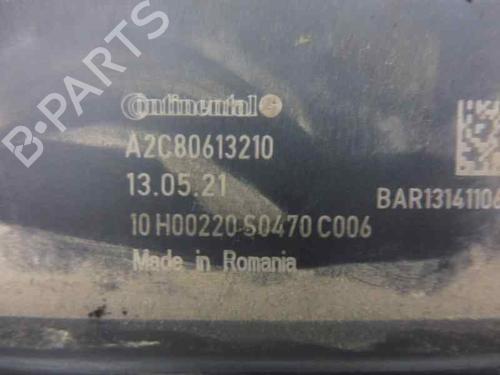 B-PARTS
Continental
A2C80613210
13.05.21
BAR13141106
10 H00220 S0470 C006
Made in Romania